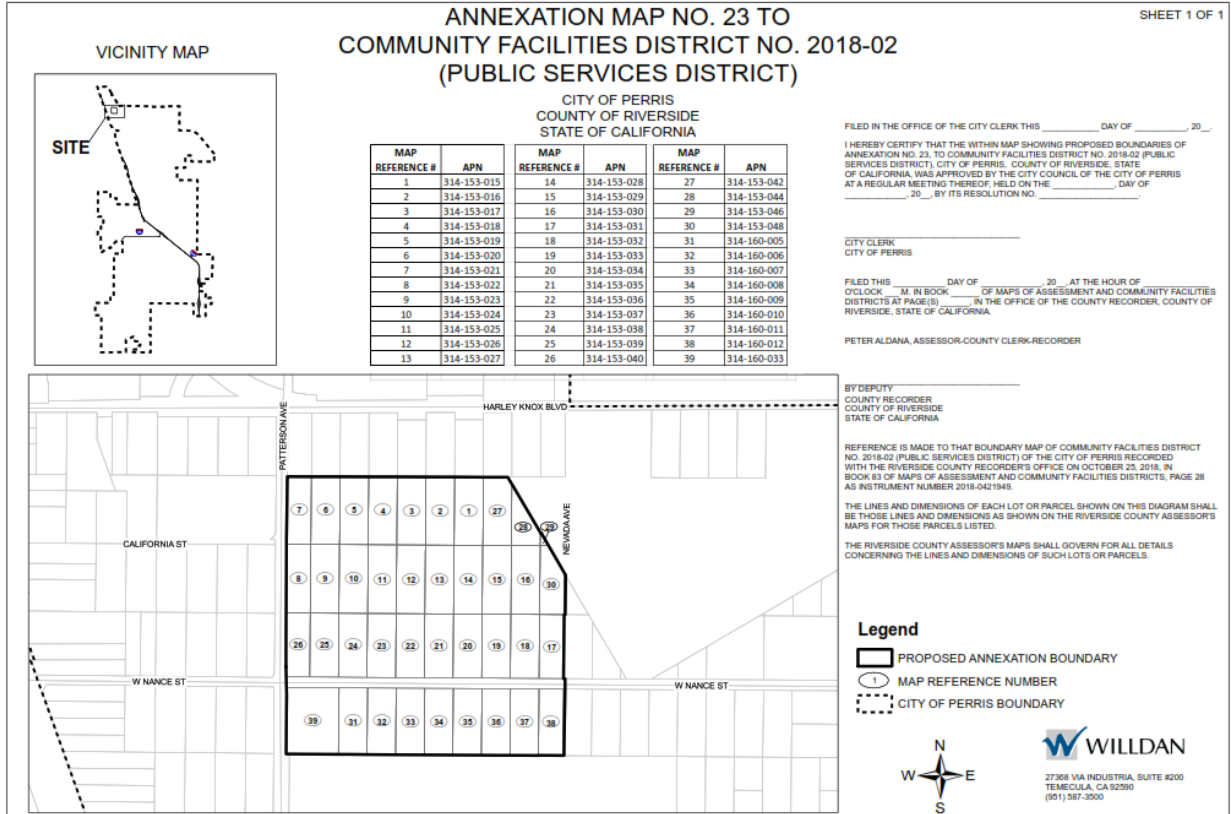 ANNEXATION MAP NO. 23 TO
COMMUNITY FACILITIES DISTRICT NO. 2018-02
(PUBLIC SERVICES DISTRICT)
SHEET 1 OF 1
CITY OF PERRIS
COUNTY OF RIVERSIDE
STATE OF CALIFORNIA
VICINITY MAP
SITE
MAP REFERENCE # APN MAP REFERENCE # APN MAP REFERENCE # APN
1 314-153-015 14 314-153-028 27 314-153-042
2 314-153-016 15 314-153-029 28 314-153-044
3 314-153-017 16 314-153-030 29 314-153-046
4 314-153-018 17 314-153-031 30 314-153-048
5 314-153-019 18 314-153-032 31 314-160-005
6 314-153-020 19 314-153-033 32 314-160-006
7 314-153-021 20 314-153-034 33 314-160-007
8 314-153-022 21 314-153-035 34 314-160-008
9 314-153-023 22 314-153-036 35 314-160-009
10 314-153-024 23 314-153-037 36 314-160-010
11 314-153-025 24 314-153-038 37 314-160-011
12 314-153-026 25 314-153-039 38 314-160-012
13 314-153-027 26 314-153-040 39 314-160-033
FILED IN THE OFFICE OF THE CITY CLERK THIS ___________ DAY OF __________, 20__.
I HEREBY CERTIFY THAT THE WITHIN MAP SHOWING PROPOSED BOUNDARIES OF
ANNEXATION NO. 23, TO COMMUNITY FACILITIES DISTRICT NO. 2018-02 (PUBLIC
SERVICES DISTRICT), CITY OF PERRIS, COUNTY OF RIVERSIDE, STATE
OF CALIFORNIA, WAS APPROVED BY THE CITY COUNCIL OF THE CITY OF PERRIS
AT A REGULAR MEETING THEREOF, HELD ON THE ____________, DAY OF
____________, 20__, BY ITS RESOLUTION NO. ___________________.
CITY CLERK
CITY OF PERRIS
FILED THIS __________ DAY OF ____________, 20__, AT THE HOUR OF ____________
O'CLOCK ___M. IN BOOK ______ OF MAPS OF ASSESSMENT AND COMMUNITY FACILITIES
DISTRICTS AT PAGE(S) ______, IN THE OFFICE OF THE COUNTY RECORDER, COUNTY OF
RIVERSIDE, STATE OF CALIFORNIA.
PETER ALDANA, ASSESSOR-COUNTY CLERK-RECORDER
BY DEPUTY
COUNTY RECORDER
COUNTY OF RIVERSIDE
STATE OF CALIFORNIA
REFERENCE IS MADE TO THAT BOUNDARY MAP OF COMMUNITY FACILITIES DISTRICT
NO. 2018-02 (PUBLIC SERVICES DISTRICT) OF THE CITY OF PERRIS RECORDED
WITH THE RIVERSIDE COUNTY RECORDER'S OFFICE ON OCTOBER 25, 2018, IN
BOOK 83 OF MAPS OF ASSESSMENT AND COMMUNITY FACILITIES DISTRICTS, PAGE 28
AS INSTRUMENT NUMBER 2018-0421949.
THE LINES AND DIMENSIONS OF EACH LOT OR PARCEL SHOWN ON THIS DIAGRAM SHALL
BE THOSE LINES AND DIMENSIONS AS SHOWN ON THE RIVERSIDE COUNTY ASSESSOR'S
MAPS FOR THOSE PARCELS LISTED.
THE RIVERSIDE COUNTY ASSESSOR'S MAPS SHALL GOVERN FOR ALL DETAILS
CONCERNING THE LINES AND DIMENSIONS OF SUCH LOTS OR PARCELS.
HARLEY KNOX BLVD
PATTERSON AVE
NEVADA AVE
CALIFORNIA ST
7 6 5 4 3 2 1 27 28 29
8 9 10 11 12 13 14 15 16 30
26 25 24 23 22 21 20 19 18 17
W NANCE ST
W NANCE ST
39 31 32 33 34 35 36 37 38
Legend
PROPOSED ANNEXATION BOUNDARY
1 MAP REFERENCE NUMBER
CITY OF PERRIS BOUNDARY
N
W E
S
WILLDAN
27368 VIA INDUSTRIA, SUITE #200
TEMECULA, CA 92590
(951) 587-3500